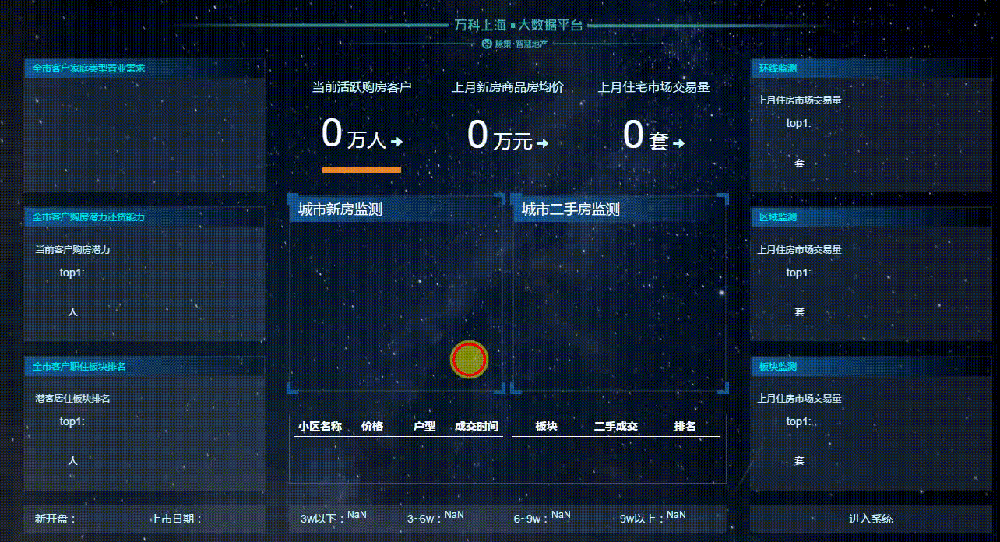 万科上海·大数据平台
脉策·智慧地产
全市客户家庭类型置业需求
当前活跃购房客户
上月新房商品房均价
上月住宅市场交易量
0 万人
0 万元
0 套
环线监测
上月住房市场交易量
top1:
套
全市客户购房潜力还贷能力
当前客户购房潜力
top1:
人
城市新房监测
城市二手房监测
区域监测
上月住房市场交易量
top1:
套
全市客户职住板块排名
潜客居住板块排名
top1:
人
小区名称 价格 户型 成交时间
板块 二手成交 排名
板块监测
上月住房市场交易量
top1:
套
新开盘： 上市日期：
3w以下：NaN 3~6w：NaN 6~9w：NaN 9w以上：NaN
进入系统